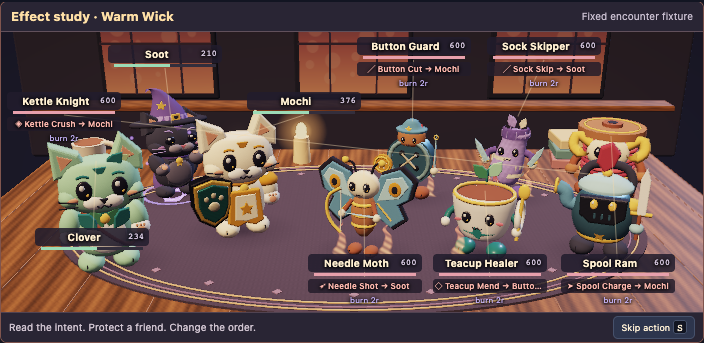 Effect study · Warm Wick
Fixed encounter fixture
Soot 210
Button Guard 600
Button Cut → Mochi
burn 2r
Sock Skipper 600
Sock Skip → Soot
burn 2r
Kettle Knight 600
Kettle Crush → Mochi
burn 2r
Mochi 376
Clover 234
Needle Moth 600
Needle Shot → Soot
burn 2r
Teacup Healer 600
Teacup Mend → Butto...
burn 2r
Spool Ram 600
Spool Charge → Mochi
burn 2r
Read the intent. Protect a friend. Change the order.
Skip action S